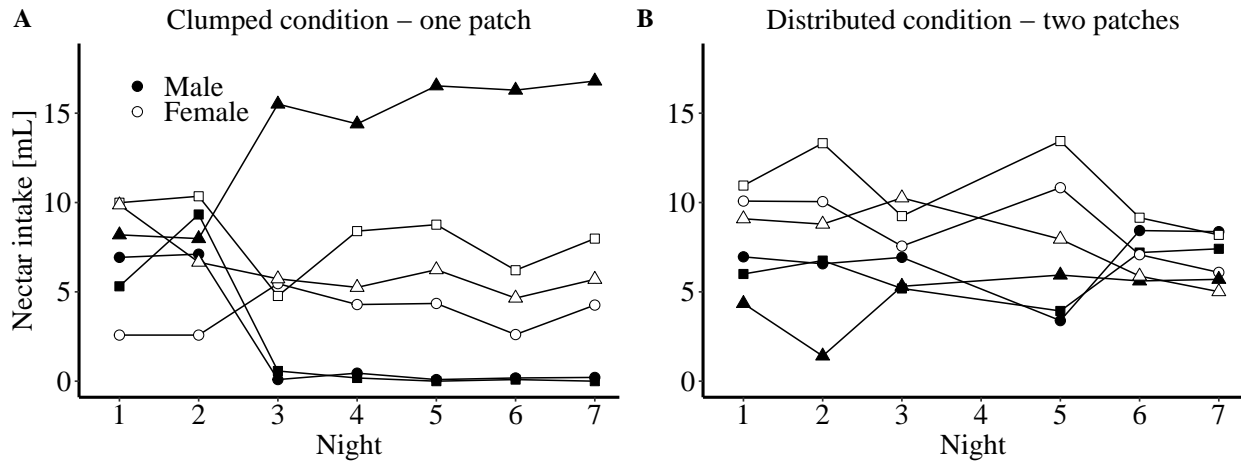 A Clumped condition – one patch
Nectar intake [mL]
Male
Female
15
10
5
0
1 2 3 4 5 6 7
Night
B Distributed condition – two patches
15
10
5
0
1 2 3 4 5 6 7
Night